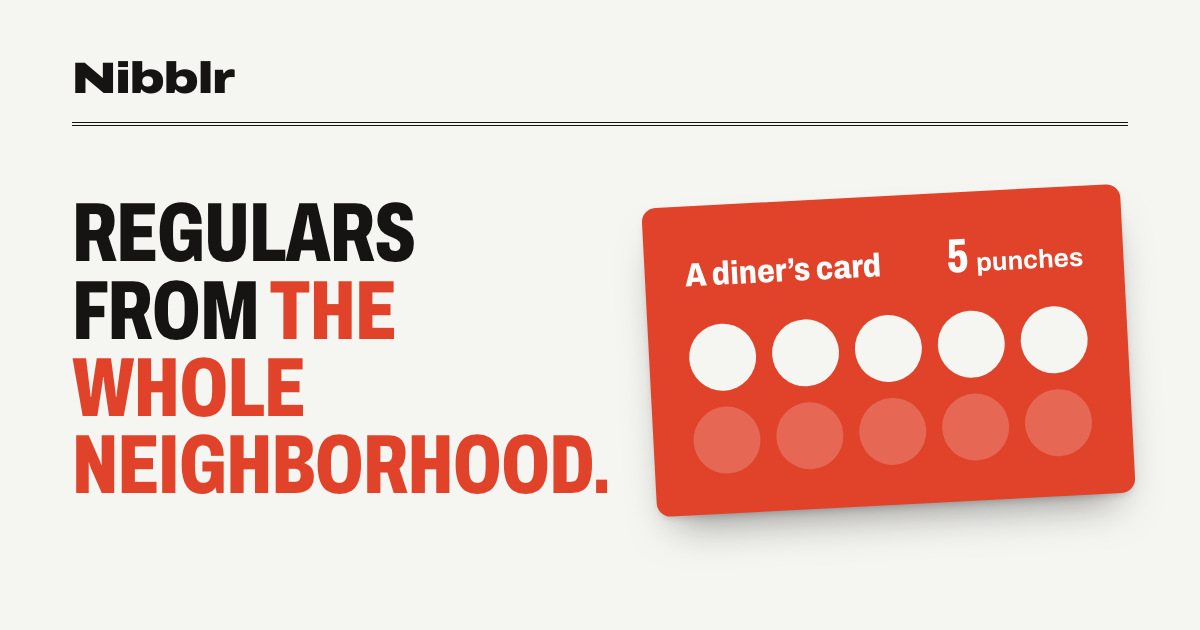 Nibblr
REGULARS
FROM THE
WHOLE
NEIGHBORHOOD.
A diner’s card
5 punches